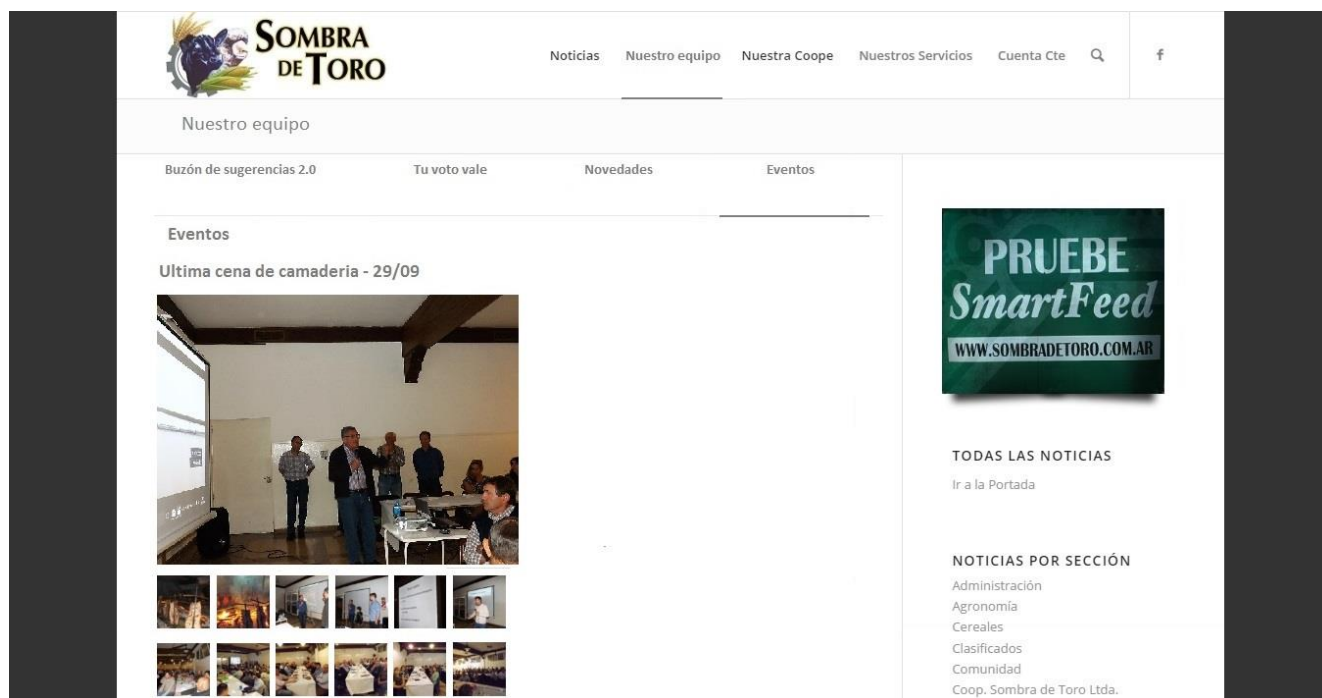 SOMBRA
DE TORO
Noticias Nuestro equipo Nuestra Coope Nuestros Servicios Cuenta Cte f
Nuestro equipo
Buzón de sugerencias 2.0 Tu voto vale Novedades Eventos
Eventos
Ultima cena de camaderia - 29/09
PRUEBE
SmartFeed
WWW.SOMBRADETORO.COM.AR
TODAS LAS NOTICIAS
Ir a la Portada
NOTICIAS POR SECCIÓN
Administración
Agronomía
Cereales
Clasificados
Comunidad
Coop. Sombra de Toro Ltda.